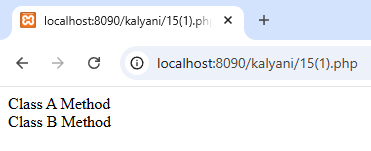 localhost:8090/kalyani/15(1).php
localhost:8090/kalyani/15(1).php
Class A Method
Class B Method